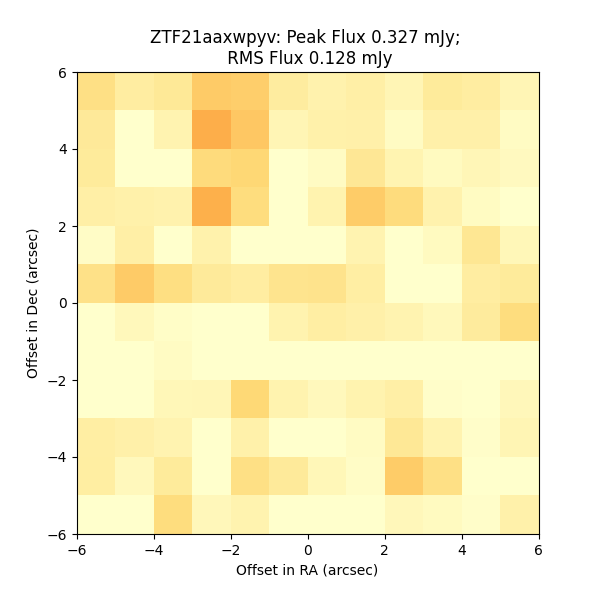 ZTF21aaxwpyv: Peak Flux 0.327 mJy;
RMS Flux 0.128 mJy
6
4
2
0
−2
−4
−6
Offset in Dec (arcsec)
−6 −4 −2 0 2 4 6
Offset in RA (arcsec)